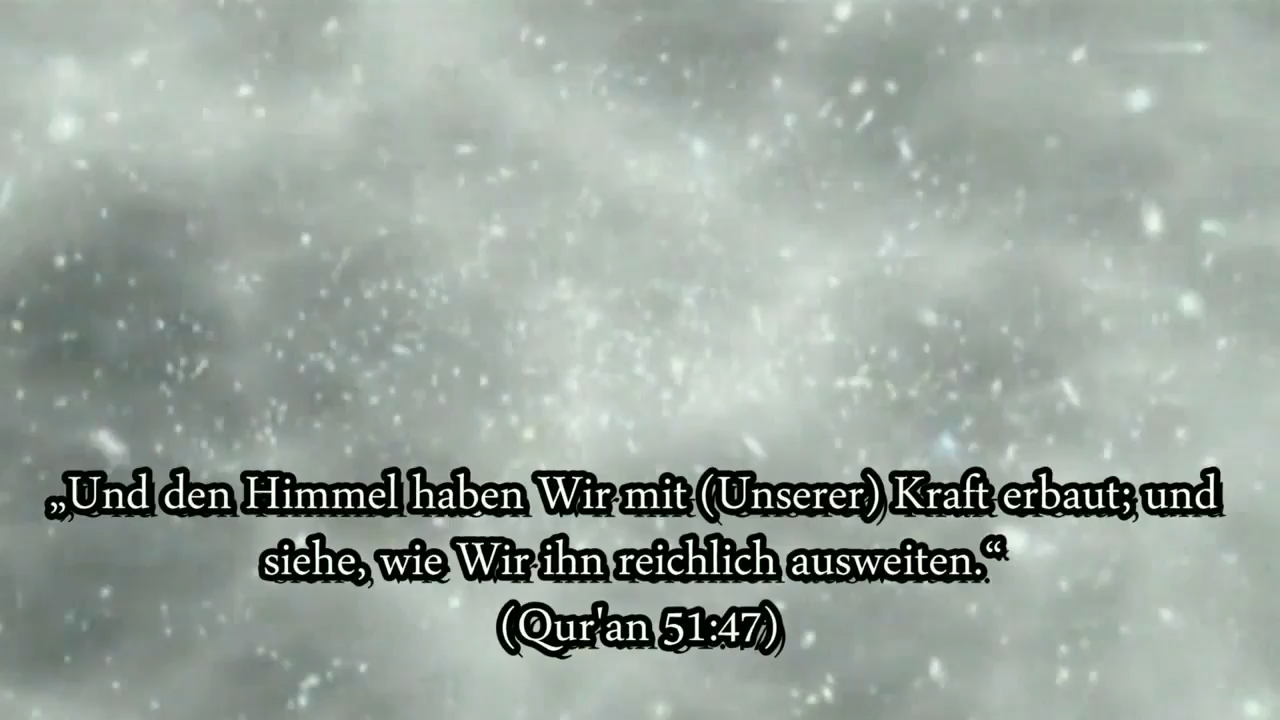 „Und den Himmel haben Wir mit (Unserer) Kraft erbaut; und
siehe, wie Wir ihn reichlich ausweiten.“
(Qur'an 51:47)